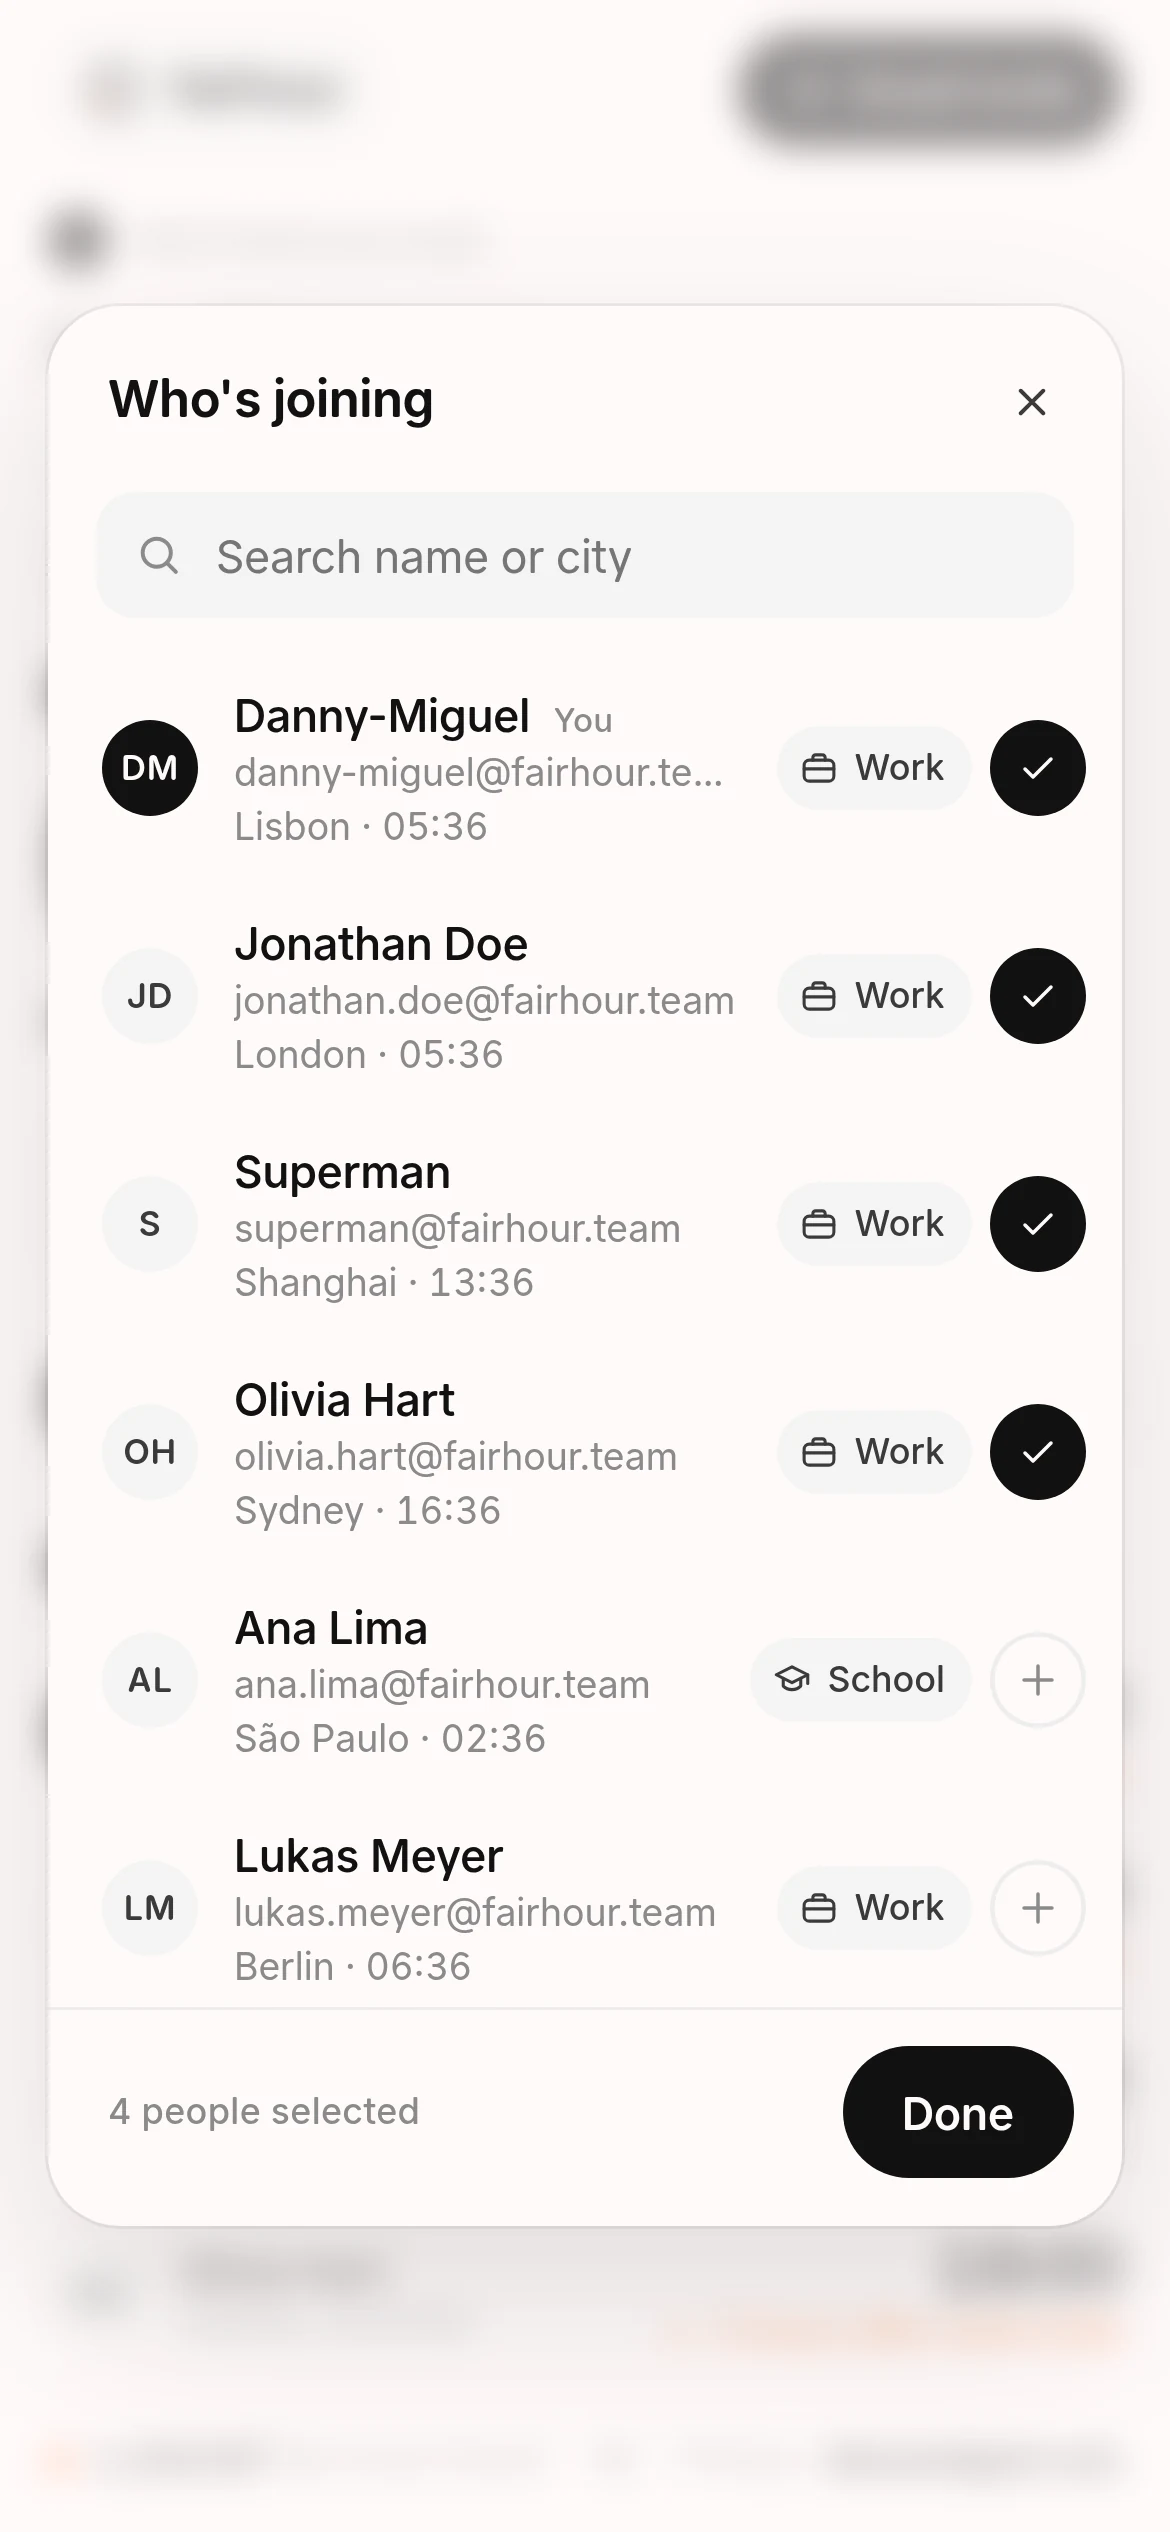 Who's joining
Search name or city
DM
Danny-Miguel You
danny-miguel@fairhour.te...
Lisbon · 05:36
Work
JD
Jonathan Doe
jonathan.doe@fairhour.team
London · 05:36
Work
S
Superman
superman@fairhour.team
Shanghai · 13:36
Work
OH
Olivia Hart
olivia.hart@fairhour.team
Sydney · 16:36
Work
AL
Ana Lima
ana.lima@fairhour.team
São Paulo · 02:36
School
LM
Lukas Meyer
lukas.meyer@fairhour.team
Berlin · 06:36
Work
4 people selected
Done